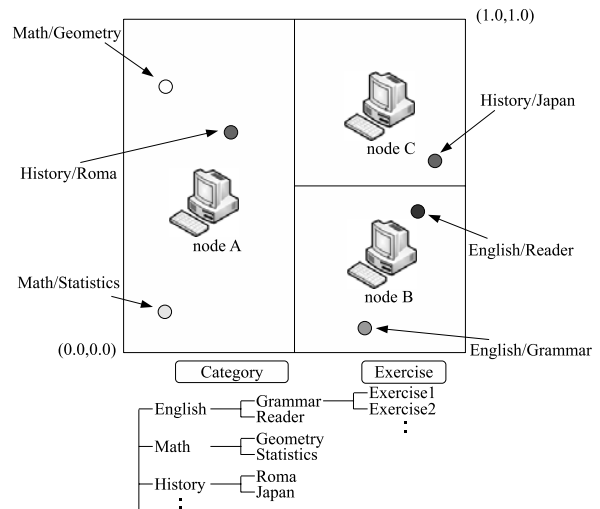 (1.0,1.0)
Math/Geometry
History/Japan
node C
History/Roma
node A
English/Reader
Math/Statistics
node B
(0.0,0.0)
English/Grammar
Category
Exercise
English
Grammar
Reader
Exercise1
Exercise2
Math
Geometry
Statistics
History
Roma
Japan